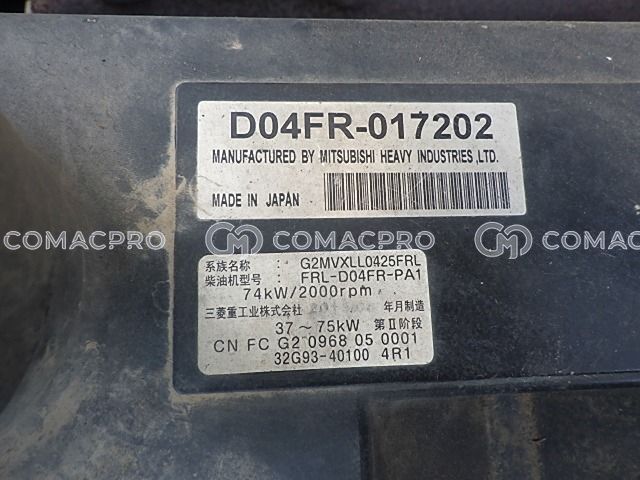 D04FR-017202
MANUFACTURED BY MITSUBISHI HEAVY INDUSTRIES ,LTD.
MADE IN JAPAN
COMACPRO COMACPRO COMACPRO
系族名称 : G2MVXLL0425FRL
柴油机型号 : FRL-D04FR-PA1
74kW/2000rpm
三菱重工业株式会社 年月制造
37～75kW 第Ⅱ阶段
CN FC G2 0968 05 0001
32G93-40100 4R1